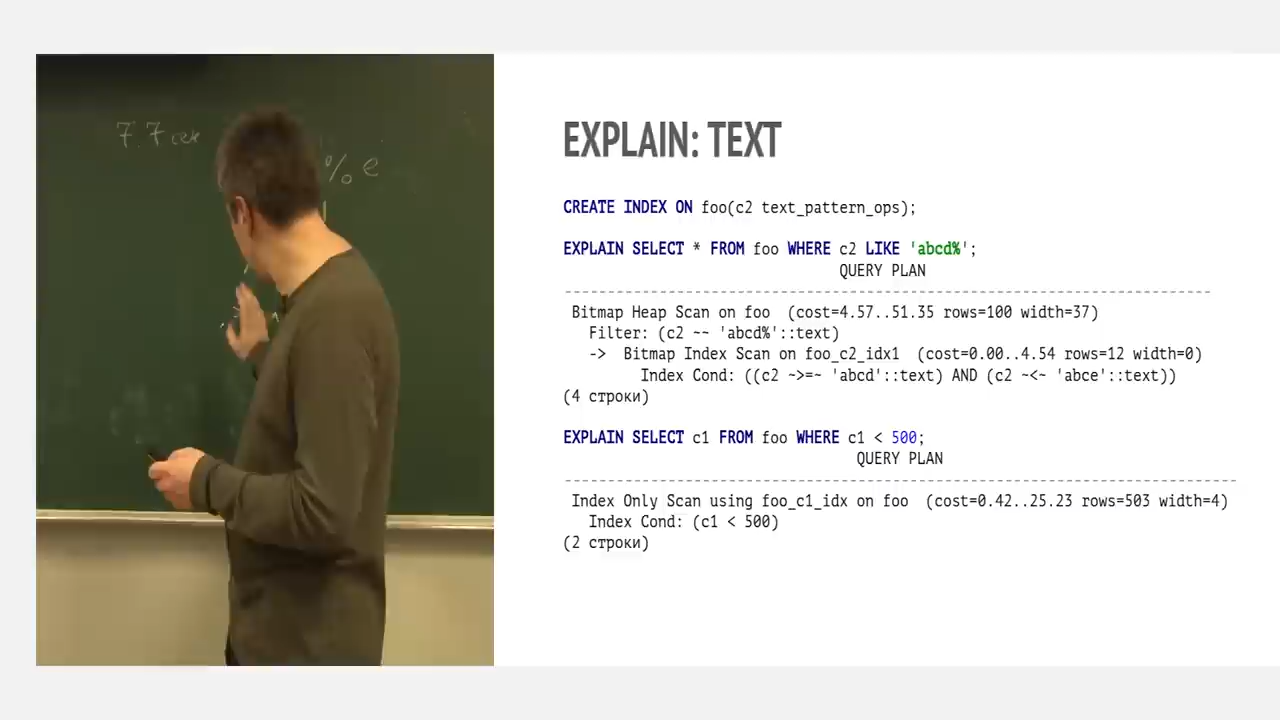 7.7 сек
% е
EXPLAIN: TEXT
CREATE INDEX ON foo(c2 text_pattern_ops);
EXPLAIN SELECT * FROM foo WHERE c2 LIKE 'abcd%';
QUERY PLAN
-------------------------------------------------------------------------
Bitmap Heap Scan on foo (cost=4.57..51.35 rows=100 width=37)
Filter: (c2 ~~ 'abcd%'::text)
-> Bitmap Index Scan on foo_c2_idx1 (cost=0.00..4.54 rows=12 width=0)
Index Cond: ((c2 ~>=~ 'abcd'::text) AND (c2 ~<~ 'abce'::text))
(4 строки)
EXPLAIN SELECT c1 FROM foo WHERE c1 < 500;
QUERY PLAN
----------------------------------------------------------------------------
Index Only Scan using foo_c1_idx on foo (cost=0.42..25.23 rows=503 width=4)
Index Cond: (c1 < 500)
(2 строки)